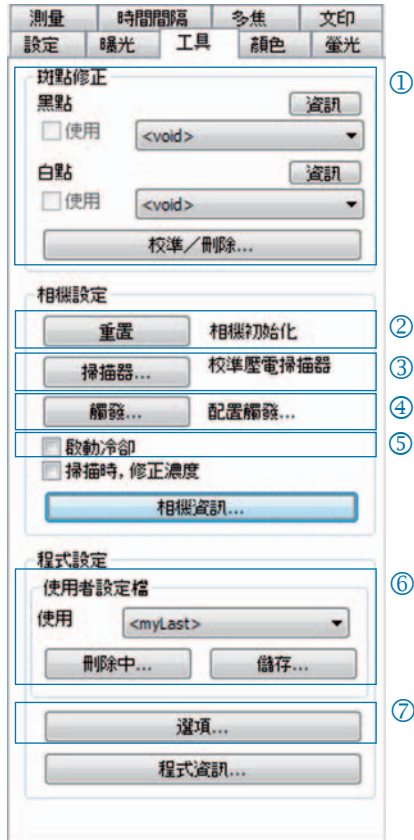 測量 時間間隔 多焦 文印
設定 曝光 工具 顏色 螢光
斑點修正 ①
黑點 資訊
使用 <void>
白點 資訊
使用 <void>
校準／刪除...
相機設定
重置 相機初始化 ②
掃描器... 校準壓電掃描器 ③
觸發... 配置觸發... ④
啟動冷卻 ⑤
掃描時, 修正濃度
相機資訊...
程式設定
使用者設定檔 ⑥
使用 <myLast>
刪除中... 儲存...
選項... ⑦
程式資訊...